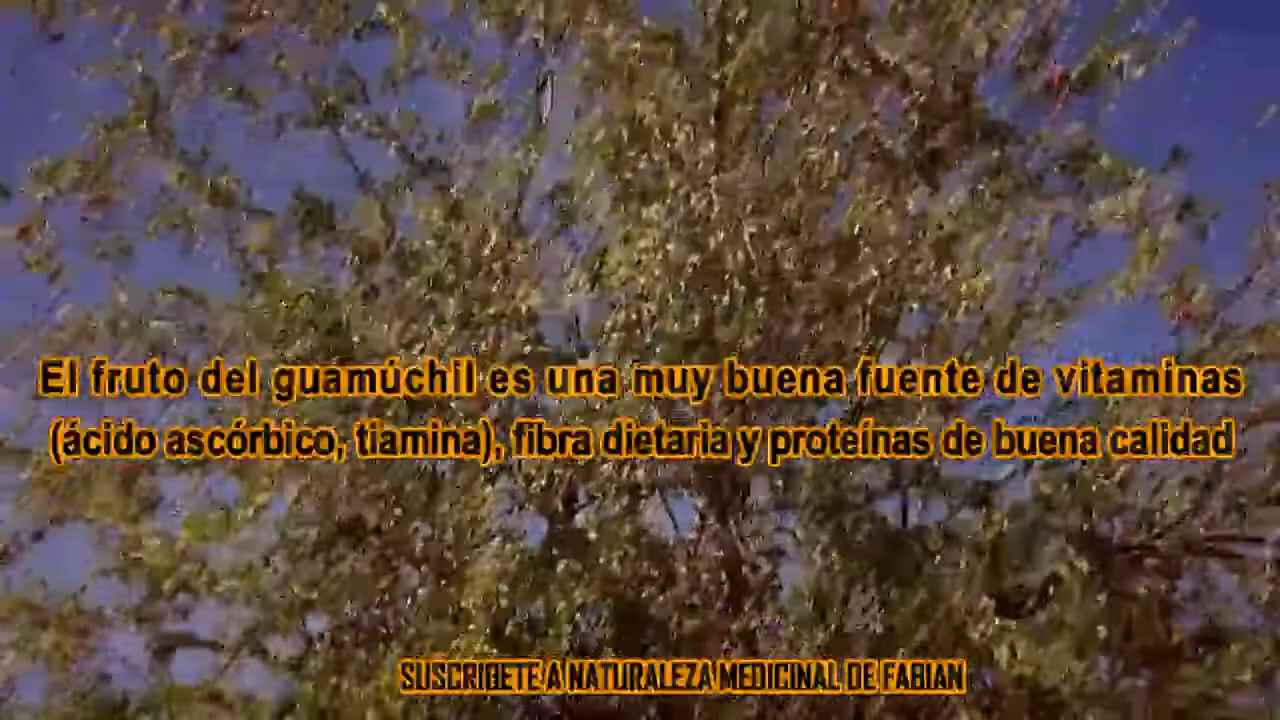 El fruto del guamúchil es una muy buena fuente de vitaminas
(ácido ascórbico, tiamina), fibra dietaria y proteínas de buena calidad
SUSCRIBETE A NATURALEZA MEDICINAL DE FABIAN